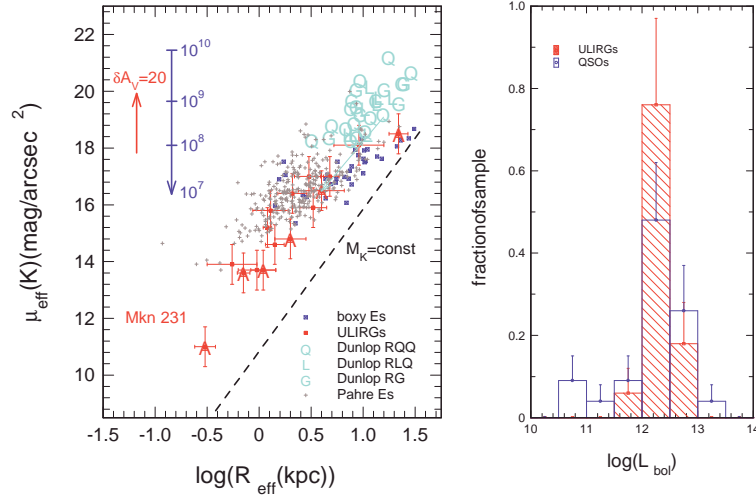 22
20
18
16
14
12
10
μeff(K)(mag/arcsec 2)
δAV=20
10^10
10^9
10^8
10^7
Mkn 231
MK=const
boxy Es
ULIRGs
Q Dunlop RQQ
L Dunlop RLQ
G Dunlop RG
Pahre Es
-1.5 -1.0 -0.5 0 0.5 1.0 1.5
log(Reff(kpc)
1.0
0.8
0.6
0.4
0.2
0
fractionofsample
ULIRGs
QSOs
10 11 12 13 14
log(Lbol)